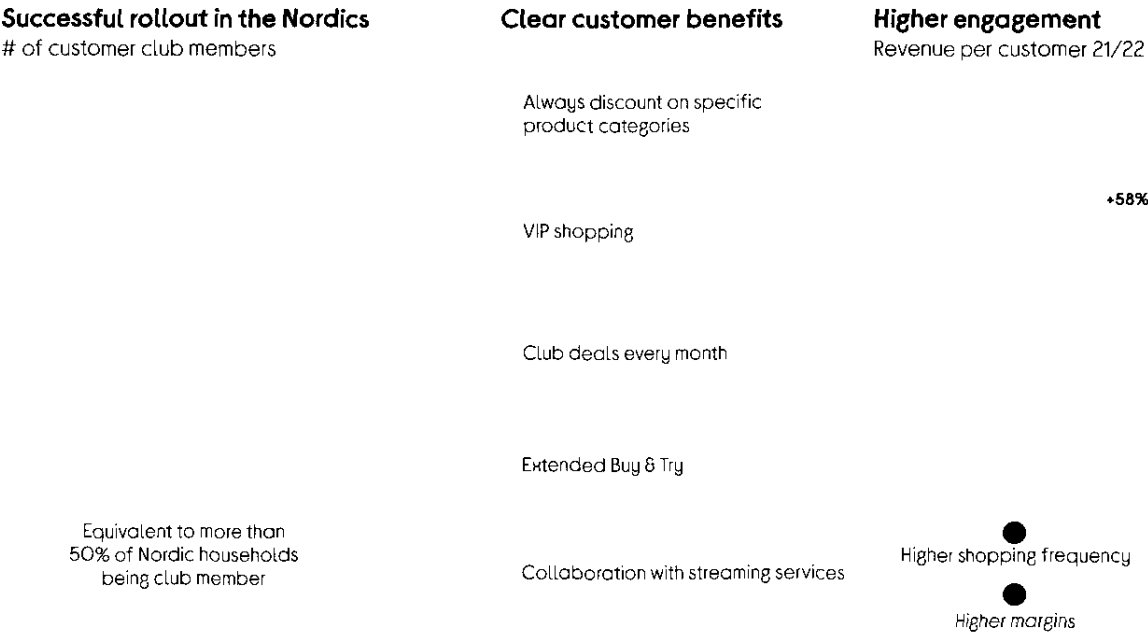 Successful rollout in the Nordics
# of customer club members
Equivalent to more than
50% of Nordic households
being club member
Clear customer benefits
Always discount on specific
product categories
VIP shopping
Club deals every month
Extended Buy & Try
Collaboration with streaming services
Higher engagement
Revenue per customer 21/22
+58%
Higher shopping frequency
Higher margins